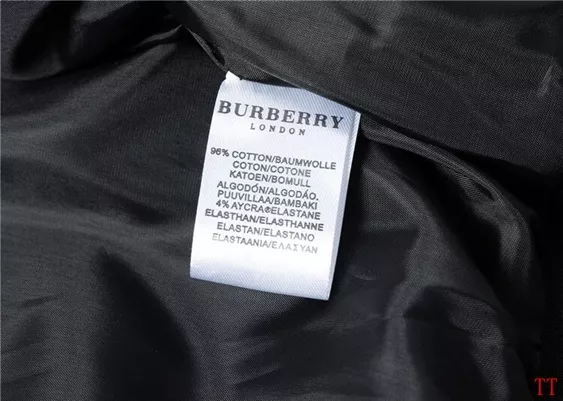 BURBERRY
LONDON
96% COTTON/BAUMWOLLE
COTON/COTONE
KATOEN/BOMULL
ALGODÓN/ALGODÃO.
PUUVILLAA/BAMBAKI
4% AYCRA®ELASTANE
ELASTHAN/ELASTHANNE
ELASTAN/ELASTANO
ELASTAANIA/ΕΛΑΣΥΑΝ
TT